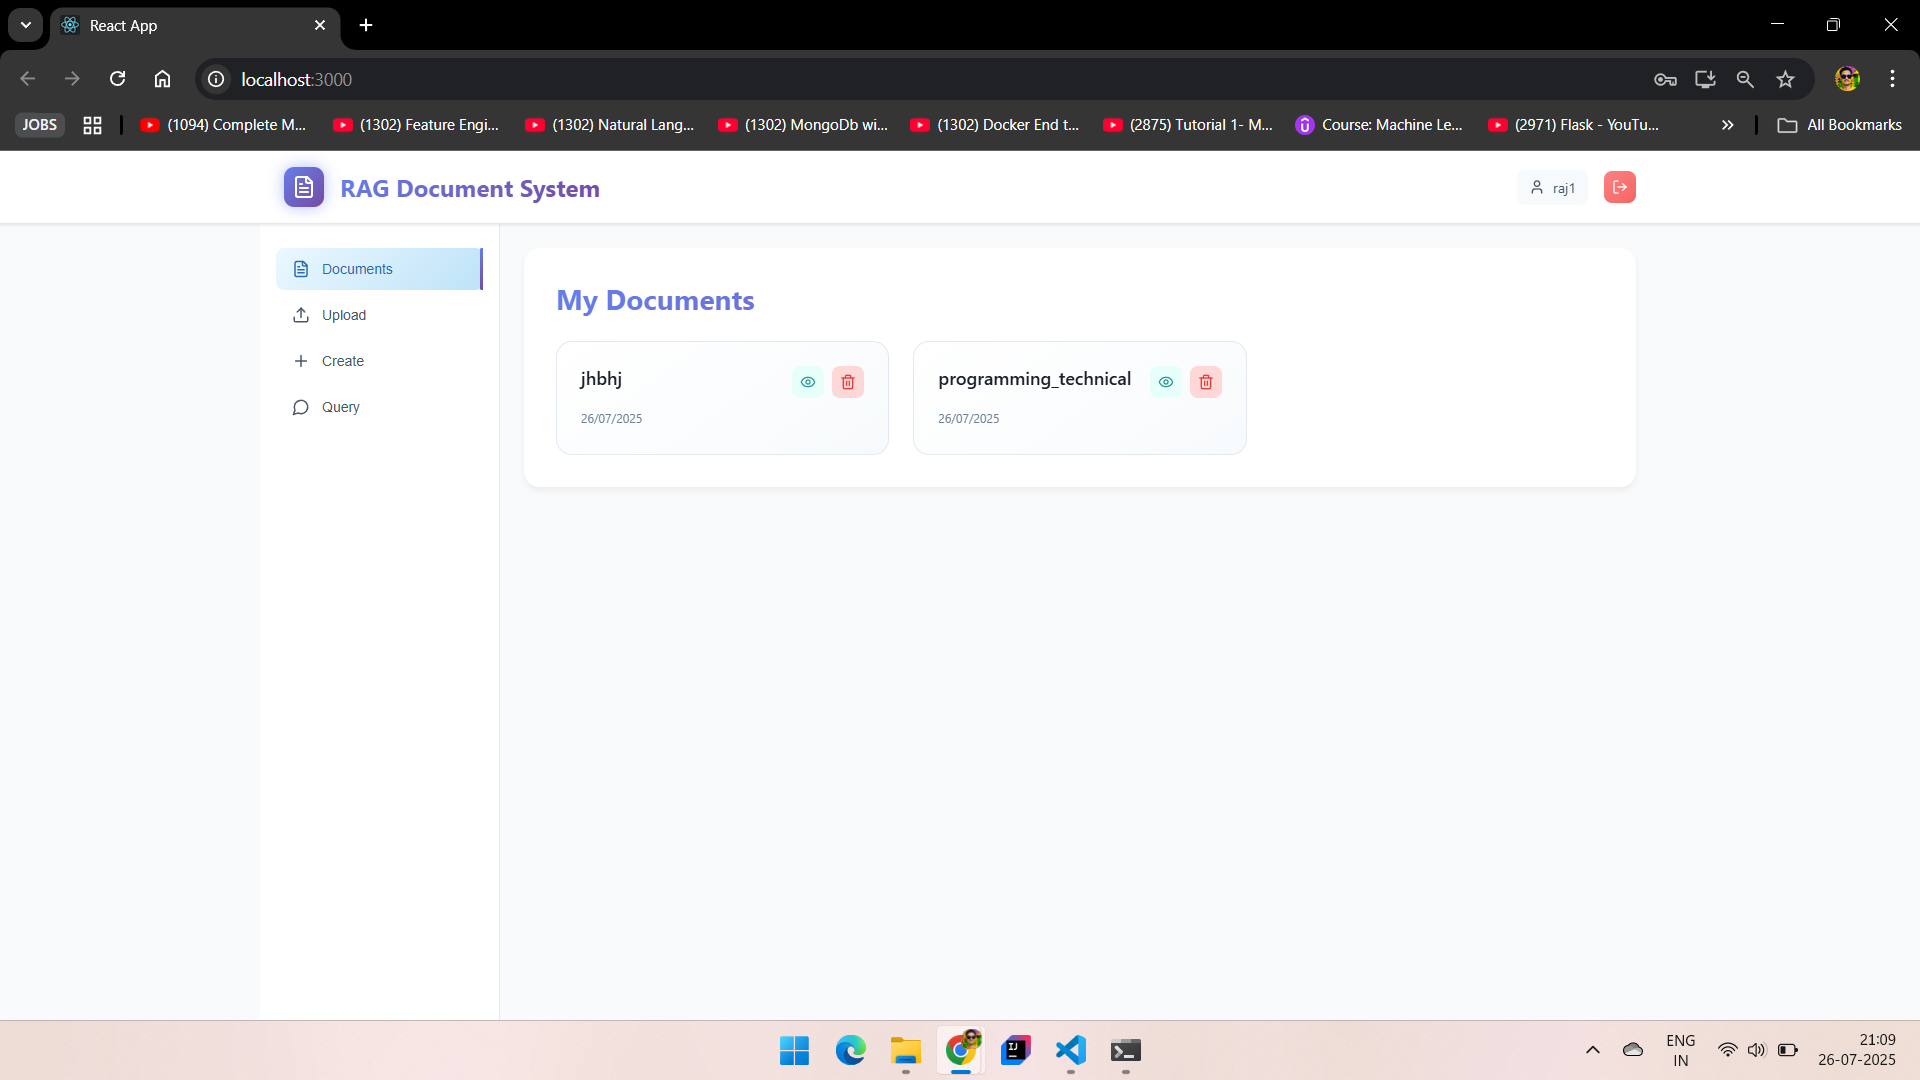 React App
localhost:3000
JOBS
(1094) Complete M...
(1302) Feature Engi...
(1302) Natural Lang...
(1302) MongoDb wi...
(1302) Docker End t...
(2875) Tutorial 1- M...
Course: Machine Le...
(2971) Flask - YouTu...
All Bookmarks
RAG Document System
raj1
Documents
Upload
Create
Query
My Documents
jhbhj
26/07/2025
programming_technical
26/07/2025
ENG
IN
21:09
26-07-2025